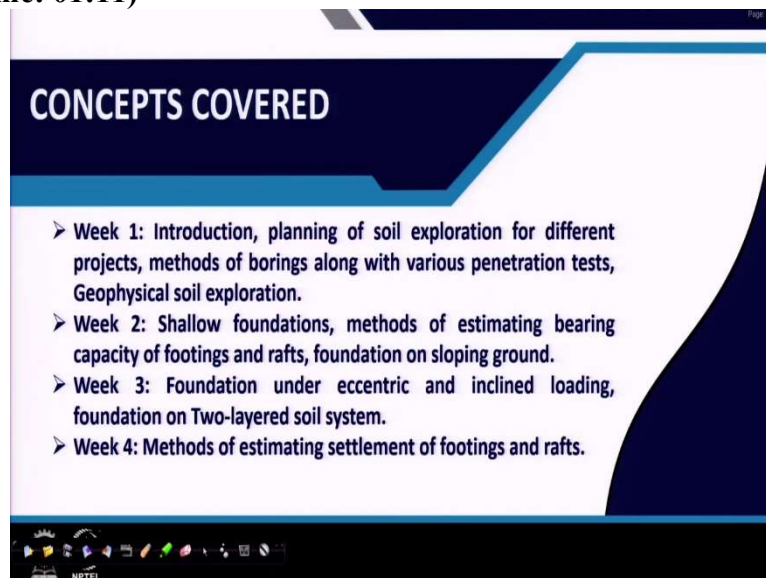 Page
CONCEPTS COVERED
➤ Week 1: Introduction, planning of soil exploration for different
projects, methods of borings along with various penetration tests,
Geophysical soil exploration.
➤ Week 2: Shallow foundations, methods of estimating bearing
capacity of footings and rafts, foundation on sloping ground.
➤ Week 3: Foundation under eccentric and inclined loading,
foundation on Two-layered soil system.
➤ Week 4: Methods of estimating settlement of footings and rafts.
NPTEL